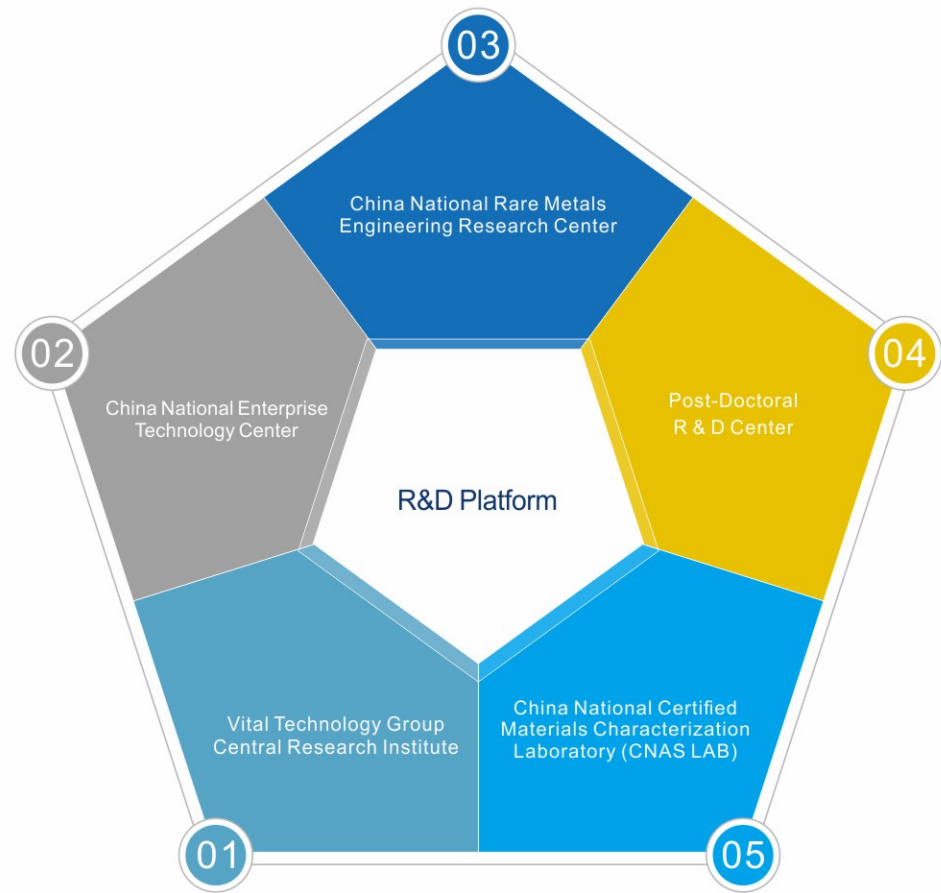 03
China National Rare Metals
Engineering Research Center
02
04
China National Enterprise
Technology Center
Post-Doctoral
R & D Center
R&D Platform
Vital Technology Group
Central Research Institute
China National Certified
Materials Characterization
Laboratory (CNAS LAB)
01
05